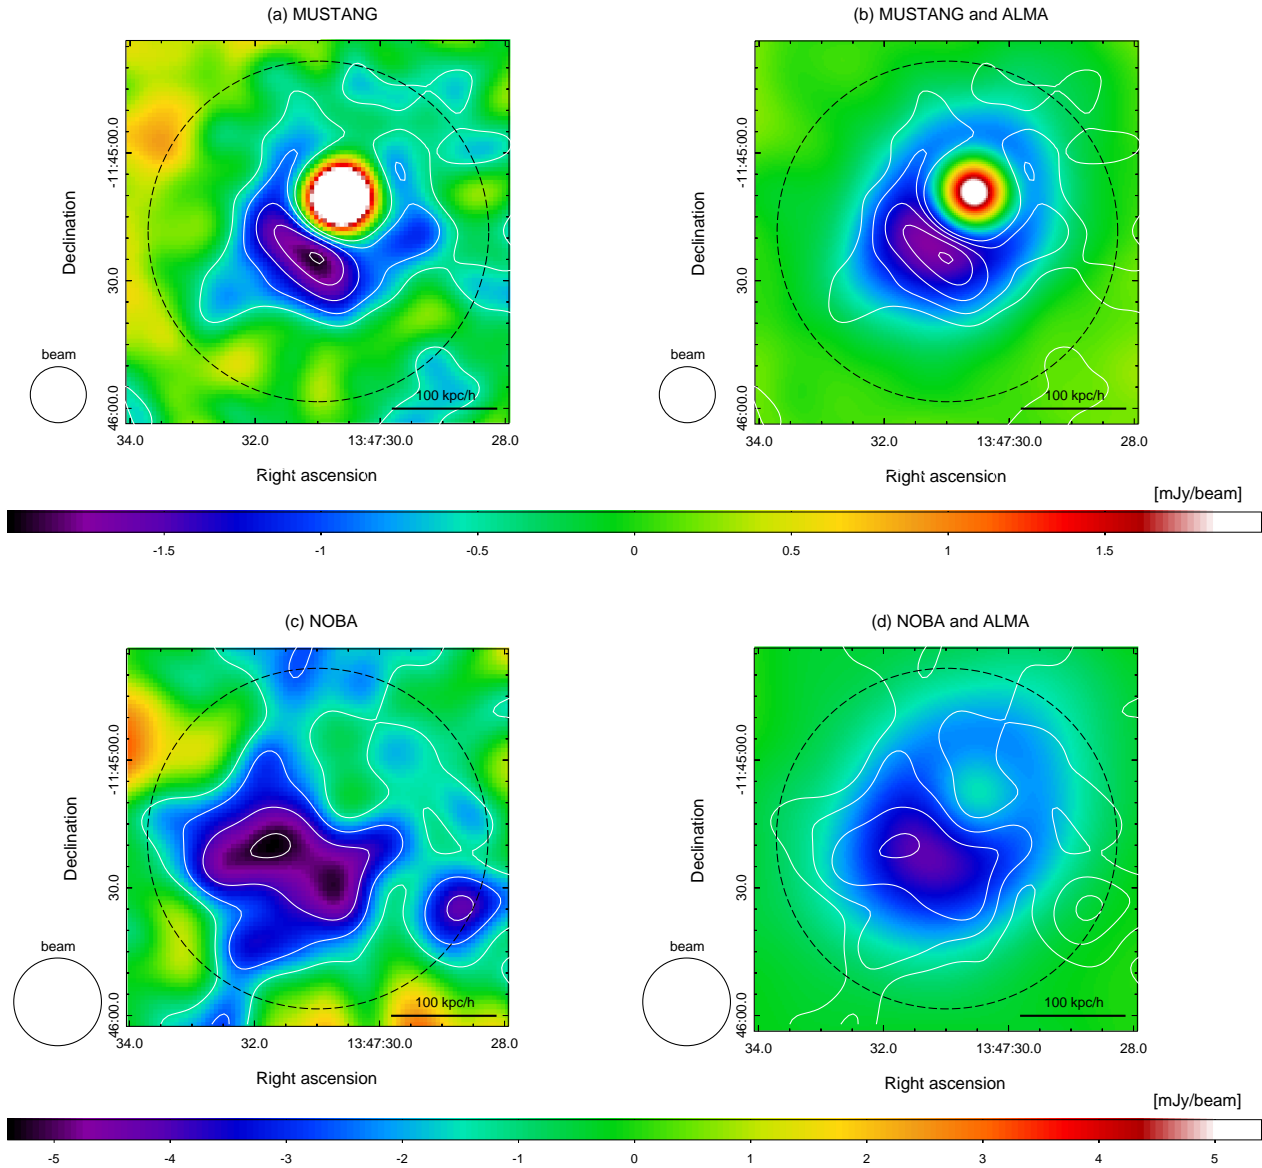 (a) MUSTANG
(b) MUSTANG and ALMA
Declination
-11:45:00.0
30.0
46:00.0
beam
100 kpc/h
34.0
32.0
13:47:30.0
28.0
Right ascension
Declination
-11:45:00.0
30.0
46:00.0
beam
100 kpc/h
34.0
32.0
13:47:30.0
28.0
Right ascension
[mJy/beam]
-1.5
-1
-0.5
0
0.5
1
1.5
(c) NOBA
(d) NOBA and ALMA
Declination
-11:45:00.0
30.0
46:00.0
beam
100 kpc/h
34.0
32.0
13:47:30.0
28.0
Right ascension
Declination
-11:45:00.0
30.0
46:00.0
beam
100 kpc/h
34.0
32.0
13:47:30.0
28.0
Right ascension
[mJy/beam]
-5
-4
-3
-2
-1
0
1
2
3
4
5